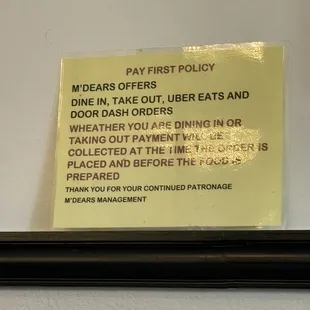 PAY FIRST POLICY
M'DEARS OFFERS
DINE IN, TAKE OUT, UBER EATS AND
DOOR DASH ORDERS
WHEATHER YOU ARE DINING IN OR
TAKING OUT PAYMENT WILL BE
COLLECTED AT THE TIME THE ORDER IS
PLACED AND BEFORE THE FOOD IS
PREPARED
THANK YOU FOR YOUR CONTINUED PATRONAGE
M'DEARS MANAGEMENT